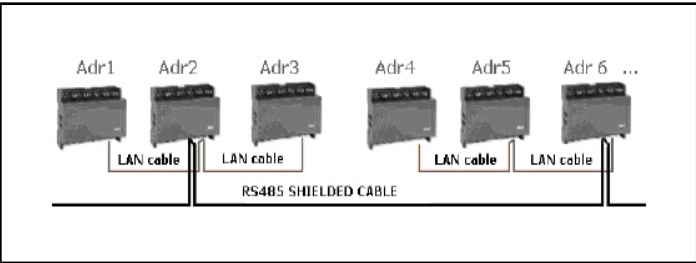 Adr1 Adr2 Adr3 Adr4 Adr5 Adr 6 ...
LAN cable LAN cable LAN cable LAN cable
RS485 SHIELDED CABLE